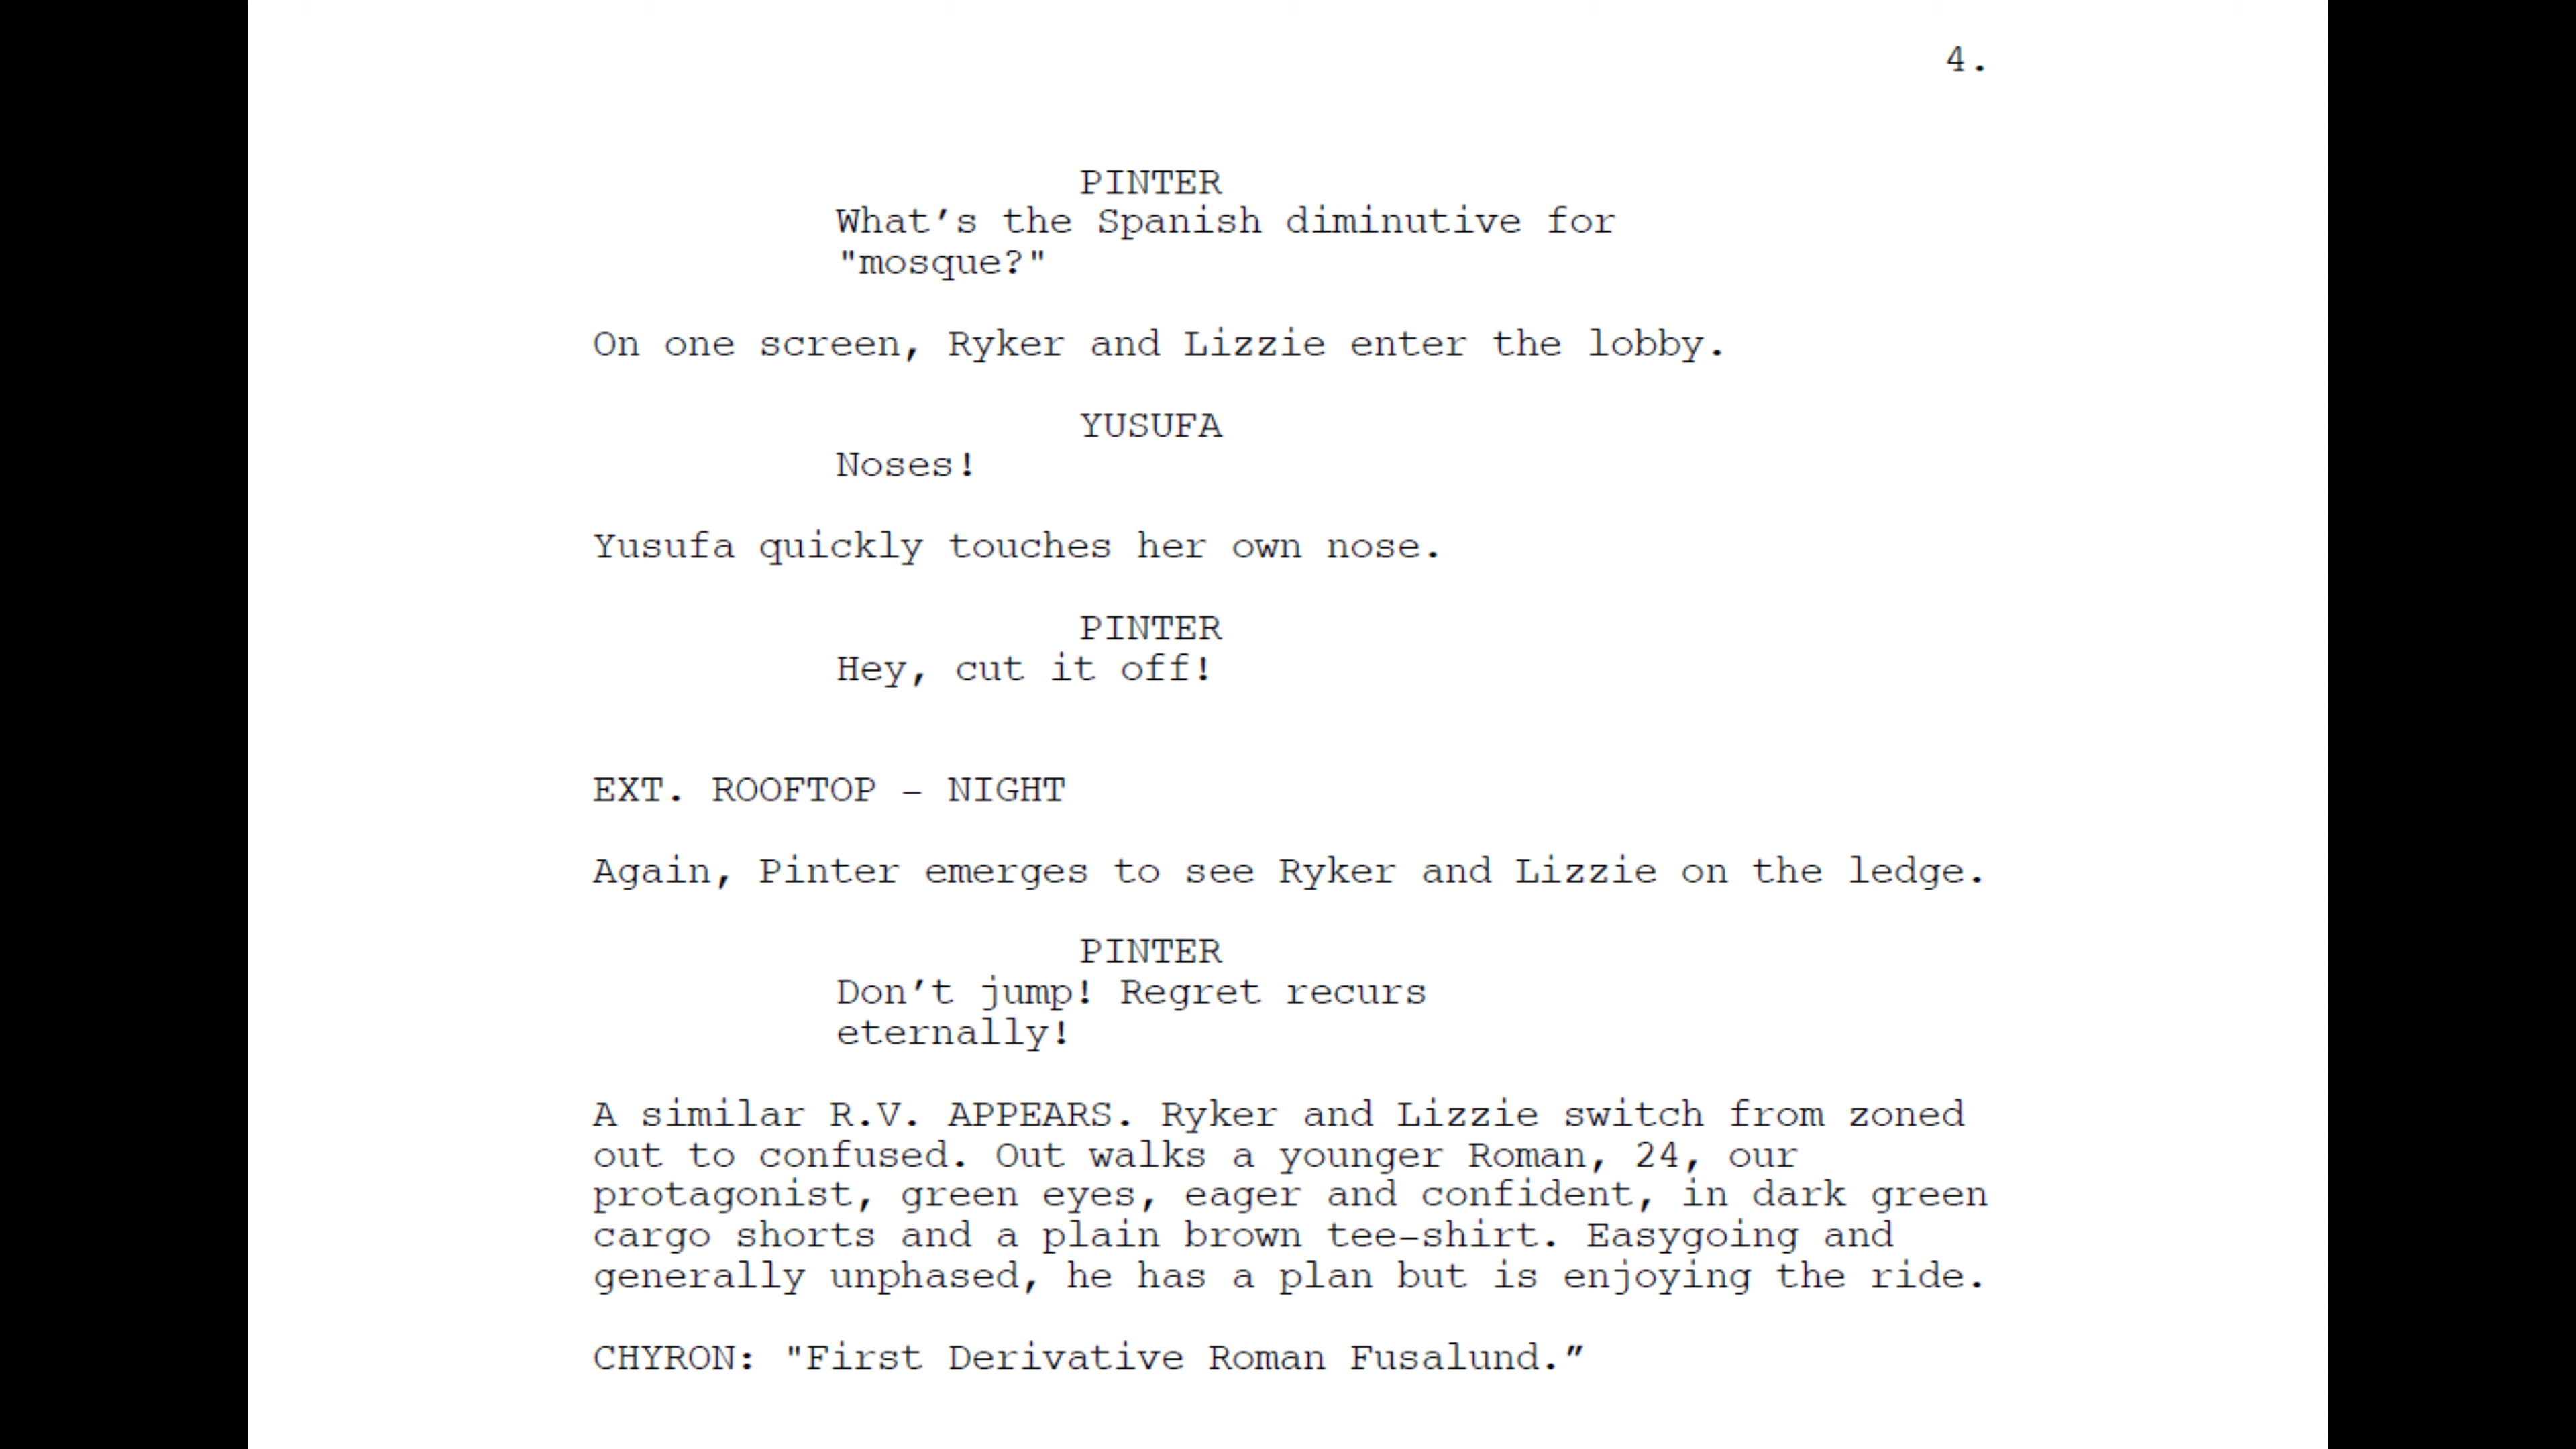 4.
PINTER
What's the Spanish diminutive for
"mosque?"
On one screen, Ryker and Lizzie enter the lobby.
YUSUFA
Noses!
Yusufa quickly touches her own nose.
PINTER
Hey, cut it off!
EXT. ROOFTOP - NIGHT
Again, Pinter emerges to see Ryker and Lizzie on the ledge.
PINTER
Don't jump! Regret recurs
eternally!
A similar R.V. APPEARS. Ryker and Lizzie switch from zoned
out to confused. Out walks a younger Roman, 24, our
protagonist, green eyes, eager and confident, in dark green
cargo shorts and a plain brown tee-shirt. Easygoing and
generally unphased, he has a plan but is enjoying the ride.
CHYRON: "First Derivative Roman Fusalund.”